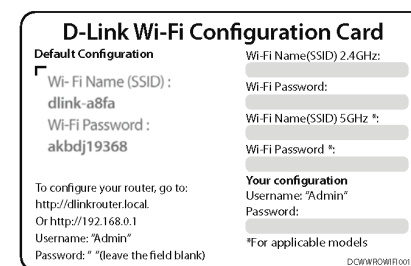 D-Link Wi-Fi Configuration Card
Default Configuration
Wi- Fi Name (SSID) :
dlink-a8fa
Wi-Fi Password :
akbdj19368
To configure your router, go to:
http://dlinkrouter.local.
Or http://192.168.0.1
Username: "Admin"
Password: " "(leave the field blank)
Wi-Fi Name(SSID) 2.4GHz:
Wi-Fi Password:
Wi-Fi Name(SSID) 5GHz *:
Wi-Fi Password *:
Your configuration
Username: "Admin"
Password:
*For applicable models
DCWWROWIFI001